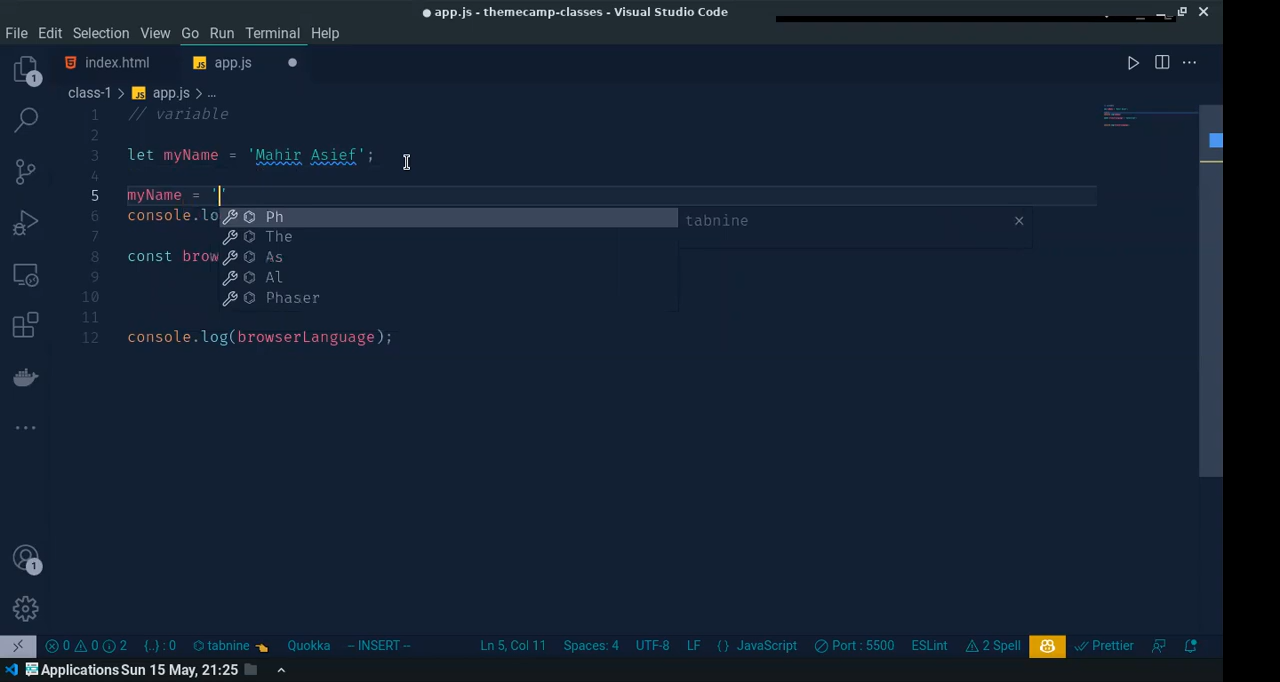 app.js - themecamp-classes - Visual Studio Code
File Edit Selection View Go Run Terminal Help
index.html app.js
1
class-1 > app.js > ...
1 // variable
2
3 let myName = 'Mahir Asief';
4
5 myName = ''
6 console.lo
Ph
tabnine
7
The
8 const brow
As
9
Al
10
Phaser
11
12 console.log(browserLanguage);
1
0 0 2 {..} : 0 tabnine Quokka -- INSERT -- Ln 5, Col 11 Spaces: 4 UTF-8 LF {} JavaScript Port : 5500 ESLint 2 Spell Prettier
Applications Sun 15 May, 21:25